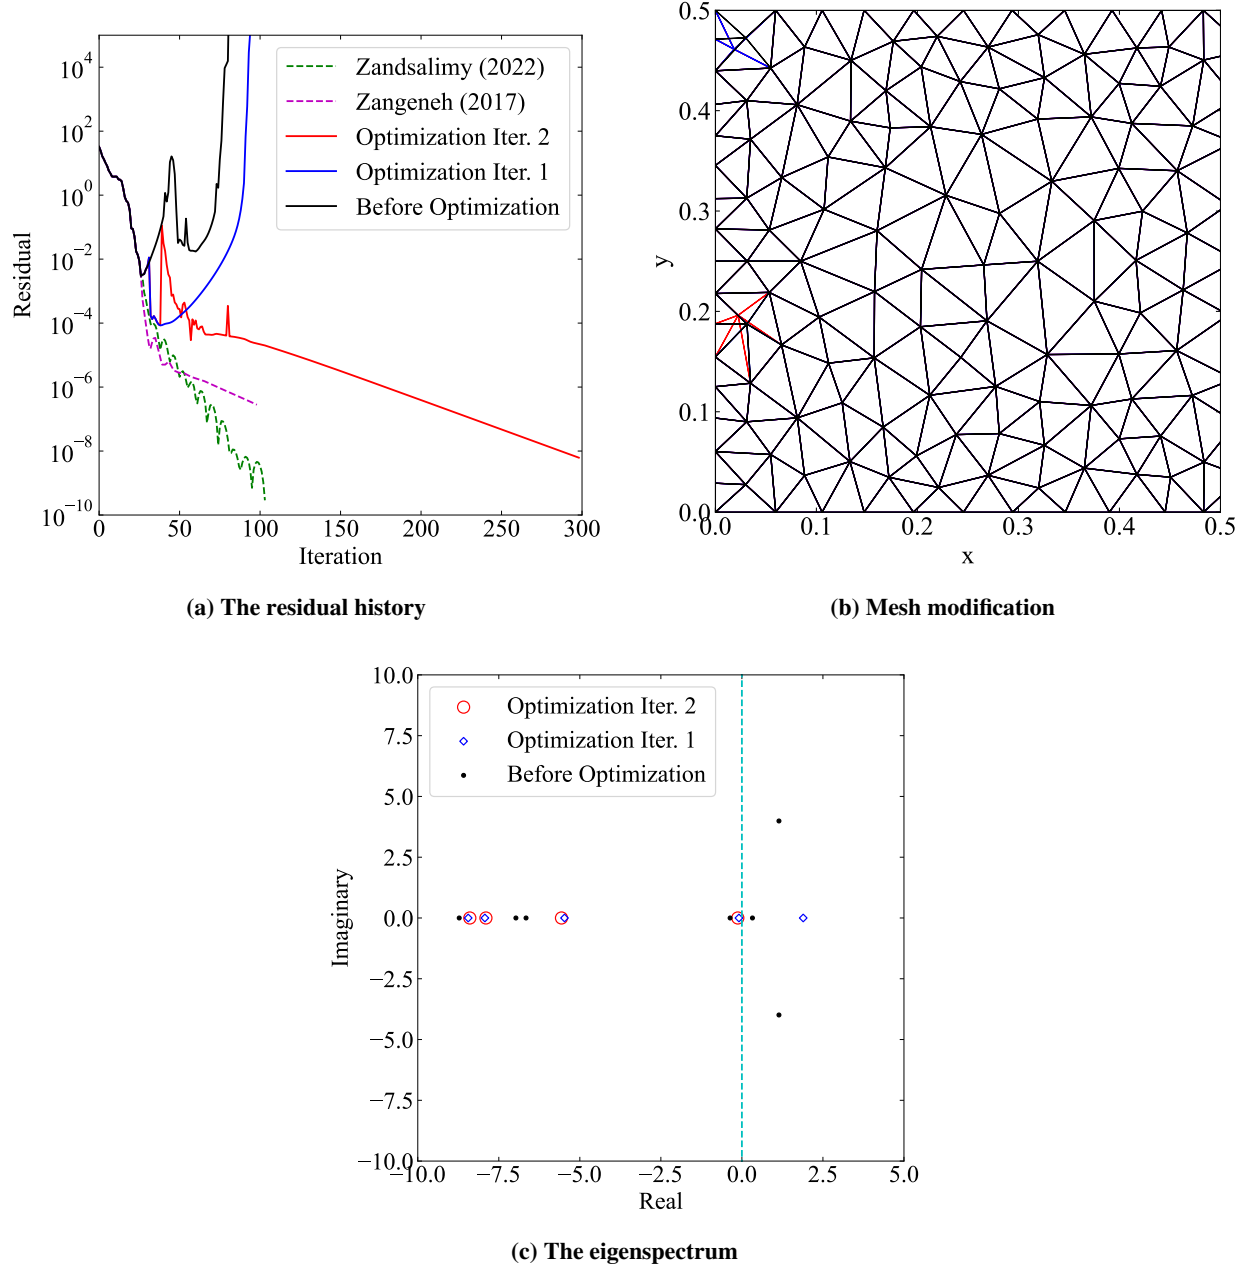 Residual
10^4
10^2
10^0
10^−2
10^−4
10^−6
10^−8
10^−10
Zandsalimy (2022)
Zangeneh (2017)
Optimization Iter. 2
Optimization Iter. 1
Before Optimization
0 50 100 150 200 250 300
Iteration
(a) The residual history
y
0.5
0.4
0.3
0.2
0.1
0.0
0.0 0.1 0.2 0.3 0.4 0.5
x
(b) Mesh modification
Imaginary
10.0
7.5
5.0
2.5
0.0
−2.5
−5.0
−7.5
−10.0
Optimization Iter. 2
Optimization Iter. 1
Before Optimization
−10.0 −7.5 −5.0 −2.5 0.0 2.5 5.0
Real
(c) The eigenspectrum